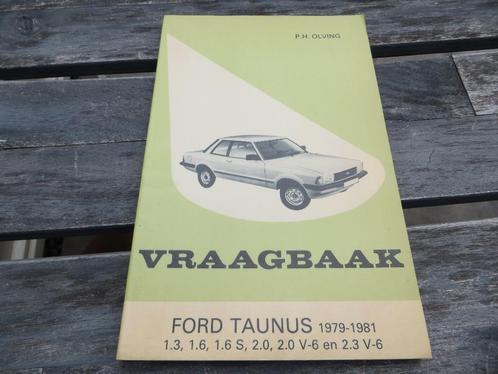 P.H. OLVING
VRAAGBAAK
FORD TAUNUS 1979-1981
1.3, 1.6, 1.6 S, 2.0, 2.0 V-6 en 2.3 V-6